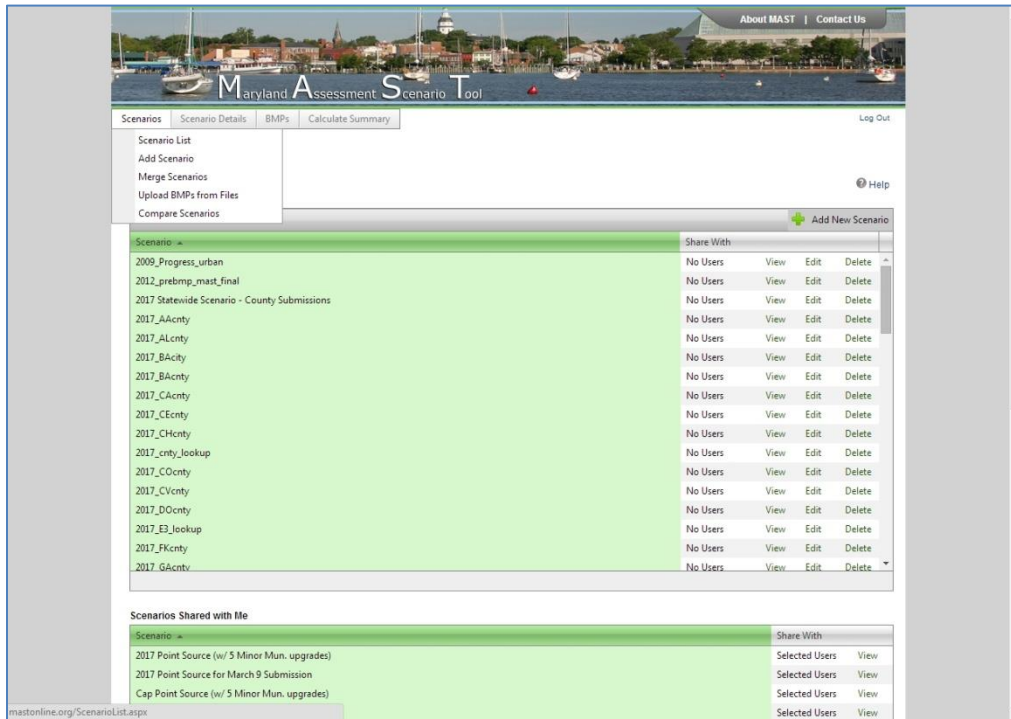 About MAST | Contact Us
Maryland Assessment Scenario Tool
Scenarios Scenario Details BMPs Calculate Summary Log Out
Scenario List
Add Scenario
Merge Scenarios
Upload BMPs from Files
Compare Scenarios
Help
Add New Scenario
Scenario Share With
2009_Progress_urban No Users View Edit Delete
2012_prebmp_mast_final No Users View Edit Delete
2017 Statewide Scenario - County Submissions No Users View Edit Delete
2017_AAcnty No Users View Edit Delete
2017_ALcnty No Users View Edit Delete
2017_BAcity No Users View Edit Delete
2017_BAcnty No Users View Edit Delete
2017_CAcnty No Users View Edit Delete
2017_CEcnty No Users View Edit Delete
2017_CHcnty No Users View Edit Delete
2017_cnty_lookup No Users View Edit Delete
2017_COcnty No Users View Edit Delete
2017_CVcnty No Users View Edit Delete
2017_DOcnty No Users View Edit Delete
2017_E3_lookup No Users View Edit Delete
2017_FKcnty No Users View Edit Delete
2017_GAcnty No Users View Edit Delete
Scenarios Shared with Me
Scenario Share With
2017 Point Source (w/ 5 Minor Mun. upgrades) Selected Users View
2017 Point Source for March 9 Submission Selected Users View
Cap Point Source (w/ 5 Minor Mun. upgrades) Selected Users View
mastonline.org/ScenarioList.aspx Selected Users View